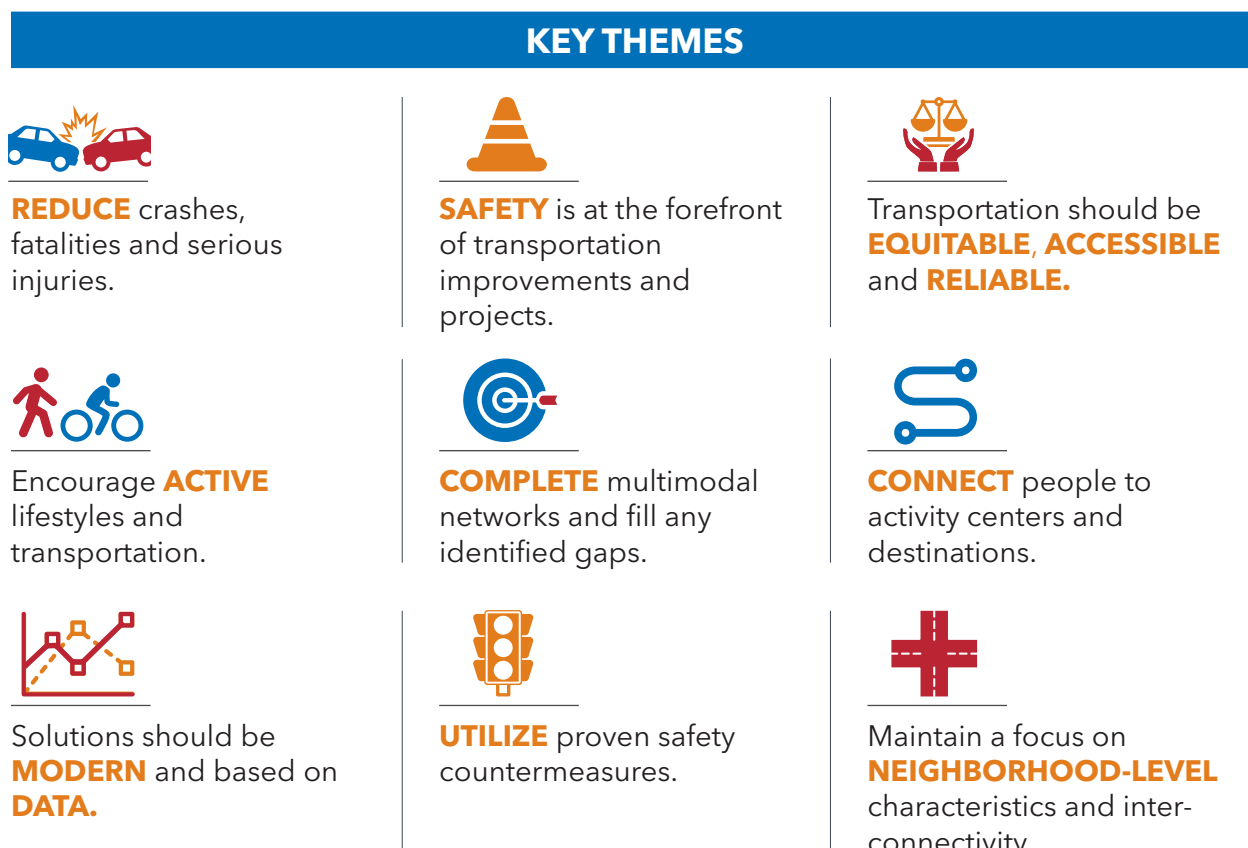 KEY THEMES
REDUCE crashes,
fatalities and serious
injuries.
SAFETY is at the forefront
of transportation
improvements and
projects.
Transportation should be
EQUITABLE, ACCESSIBLE
and RELIABLE.
Encourage ACTIVE
lifestyles and
transportation.
COMPLETE multimodal
networks and fill any
identified gaps.
CONNECT people to
activity centers and
destinations.
Solutions should be
MODERN and based on
DATA.
UTILIZE proven safety
countermeasures.
Maintain a focus on
NEIGHBORHOOD-LEVEL
characteristics and inter-
connectivity